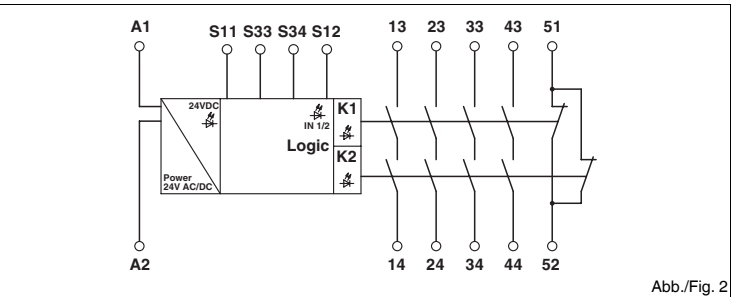 A1 S11 S33 S34 S12 13 23 33 43 51
24VDC
K1
IN 1/2
Logic
K2
Power
24V AC/DC
A2 14 24 34 44 52
Abb./Fig. 2